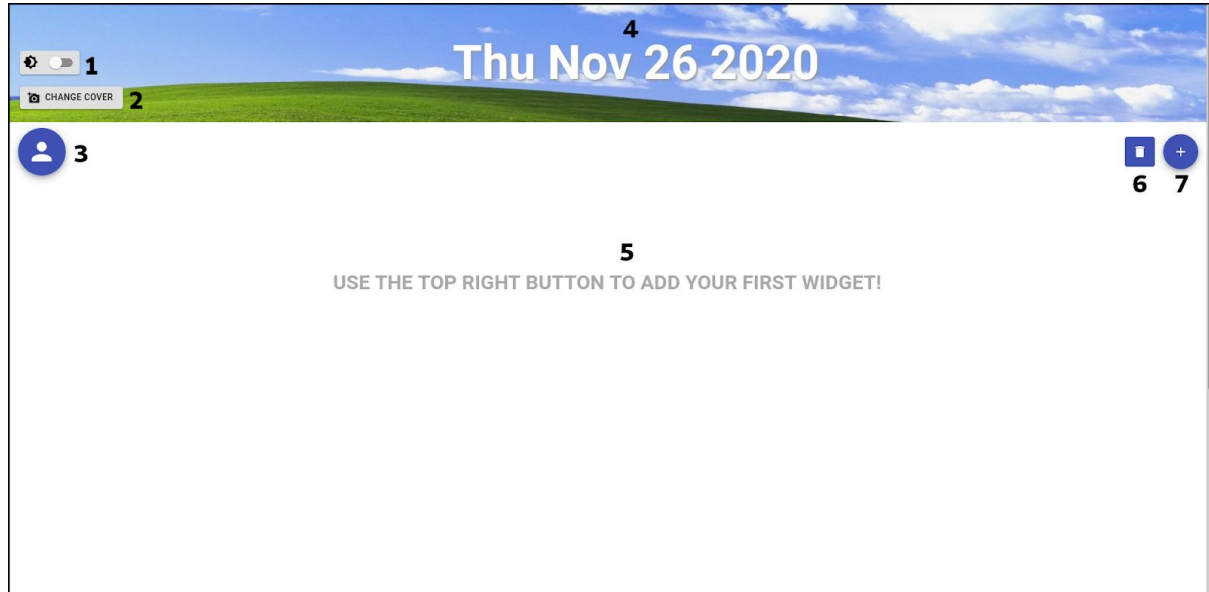 4
Thu Nov 26 2020
1
CHANGE COVER 2
3
6 7
5
USE THE TOP RIGHT BUTTON TO ADD YOUR FIRST WIDGET!